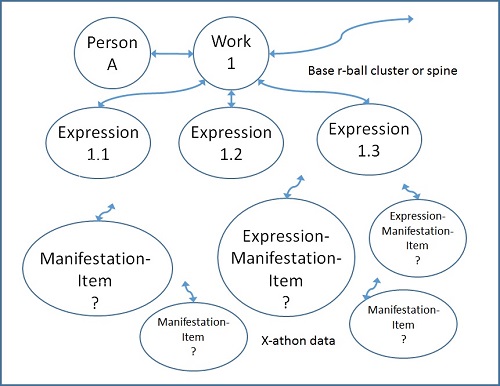 Person
A
Work
1
Base r-ball cluster or spine
Expression
1.1
Expression
1.2
Expression
1.3
Manifestation-
Item
?
Expression-
Manifestation-
Item
?
Expression-
Manifestation-
Item
?
Manifestation-
Item
?
X-athon data
Manifestation-
Item
?